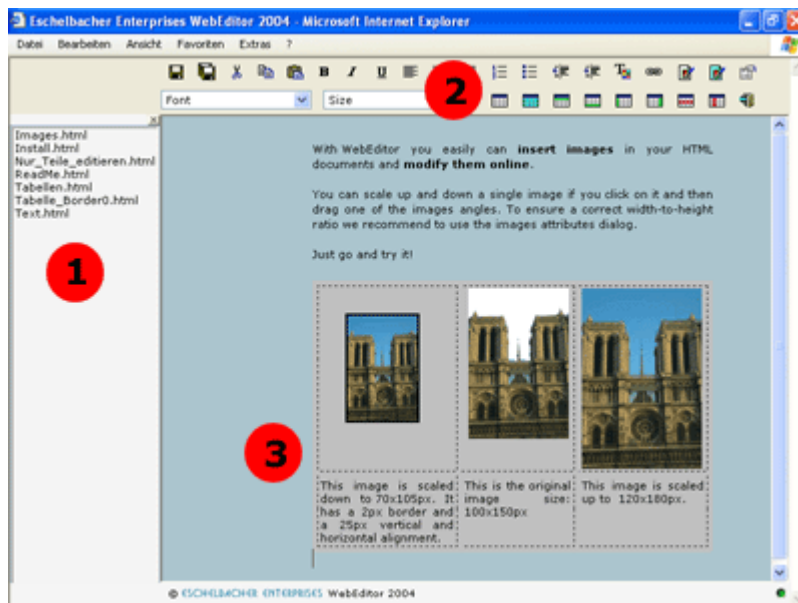 Eschelbacher Enterprises WebEditor 2004 - Microsoft Internet Explorer
Datei Bearbeiten Ansicht Favoriten Extras ?
Font Size
2
Images.html
Install.html
Nur_Teile_editieren.html
ReadMe.html
Tabellen.html
Tabelle_Border0.html
Text.html
1
With WebEditor you easily can insert images in your HTML
documents and modify them online.
You can scale up and down a single image if you click on it and then
drag one of the images angles. To ensure a correct width-to-height
ratio we recommend to use the images attributes dialog.
Just go and try it!
3
This image is scaled
down to 70x105px. It
has a 2px border and
a 25px vertical and
horizontal alignment.
This is the original
image size:
100x150px
This image is scaled
up to 120x180px.
© ESCHELBACHER ENTERPRISES WebEditor 2004